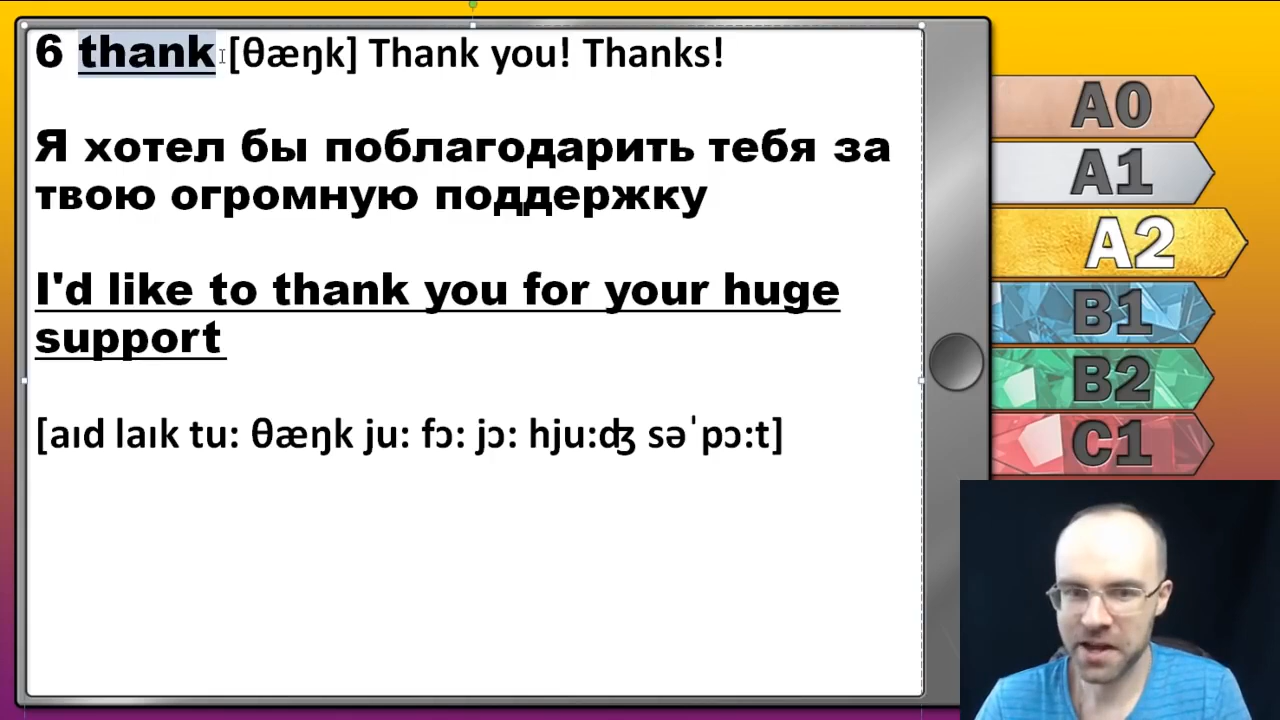 6 thank [θæŋk] Thank you! Thanks!
Я хотел бы поблагодарить тебя за
твою огромную поддержку
I'd like to thank you for your huge
support
[aɪd laɪk tu: θæŋk ju: fɔ: jɔ: hju:ʤ səˈpɔ:t]
A0
A1
A2
B1
B2
C1